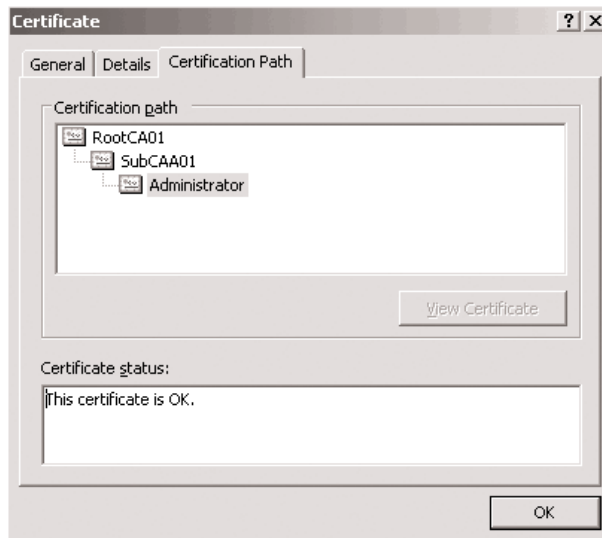 Certificate
General Details Certification Path
Certification path
RootCA01
SubCAA01
Administrator
View Certificate
Certificate status:
This certificate is OK.
OK